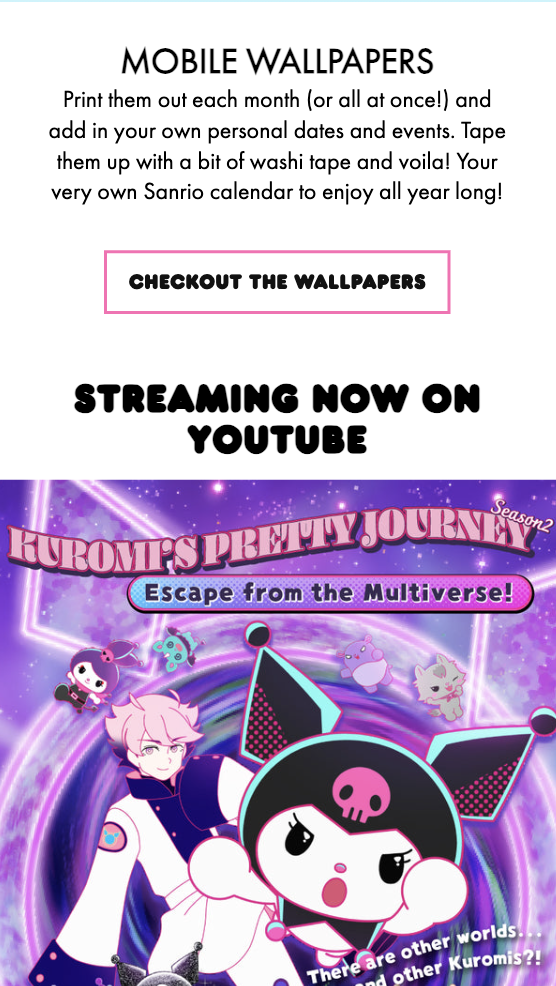 MOBILE WALLPAPERS
Print them out each month (or all at once!) and
add in your own personal dates and events. Tape
them up with a bit of washi tape and voila! Your
very own Sanrio calendar to enjoy all year long!
CHECKOUT THE WALLPAPERS
STREAMING NOW ON
YOUTUBE
Season2
KUROMI'S PRETTY JOURNEY
Escape from the Multiverse!
There are other worlds...
and other Kuromis?!